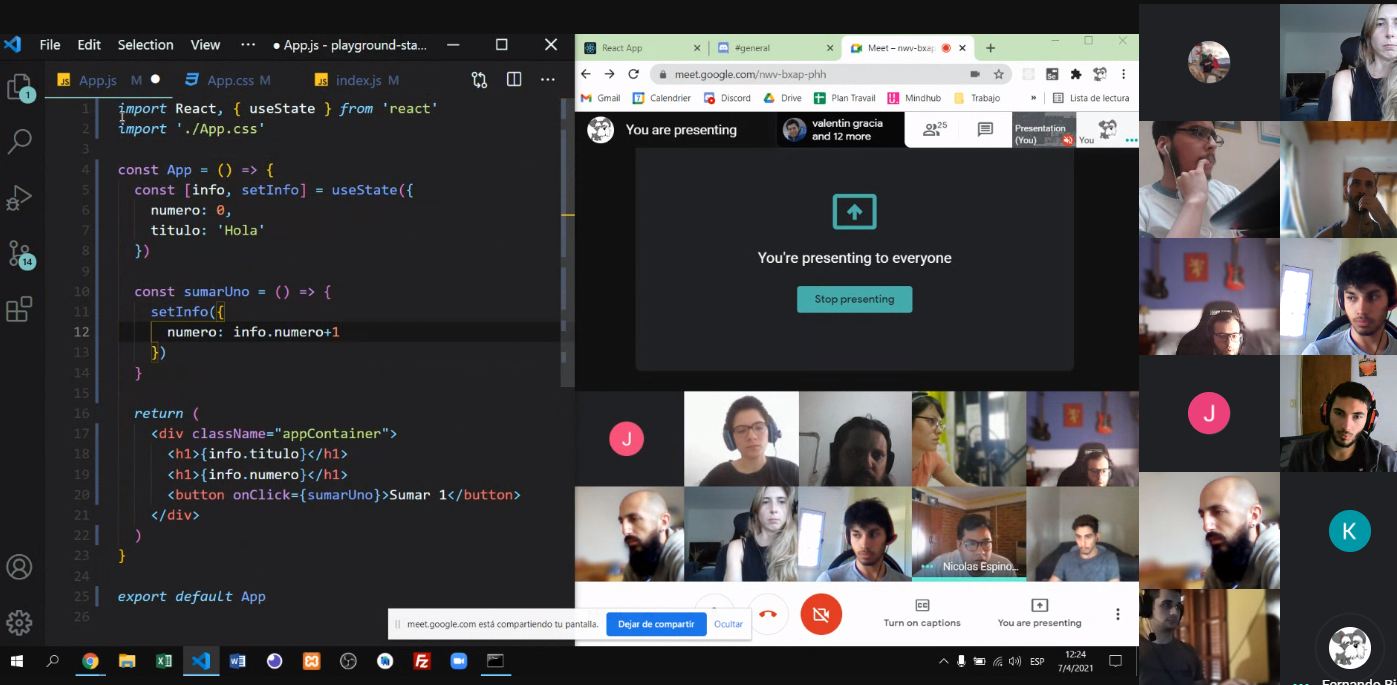 File Edit Selection View ··· ● App.js - playground-sta...
App.js M ●
App.css M
index.js M
1
14
1 import React, { useState } from 'react'
2 import './App.css'
3
4 const App = () => {
5 const [info, setInfo] = useState({
6 numero: 0,
7 titulo: 'Hola'
8 })
9
10 const sumarUno = () => {
11 setInfo({
12 numero: info.numero+1
13 })
14 }
15
16 return (
17 <div className="appContainer">
18 <h1>{info.titulo}</h1>
19 <h1>{info.numero}</h1>
20 <button onClick={sumarUno}>Sumar 1</button>
21 </div>
22 )
23 }
24
25 export default App
26
React App
#general
Meet – nwv-bxap
meet.google.com/nwv-bxap-phh
Gmail Calendrier Discord Drive Plan Travail Mindhub Trabajo » Lista de lectura
You are presenting
valentin gracia
and 12 more
25
Presentation
(You)
You
You're presenting to everyone
Stop presenting
J
Nicolas Espino...
Turn on captions
You are presenting
meet.google.com está compartiendo tu pantalla.
Dejar de compartir
Ocultar
ESP
12:24
7/4/2021
J
K